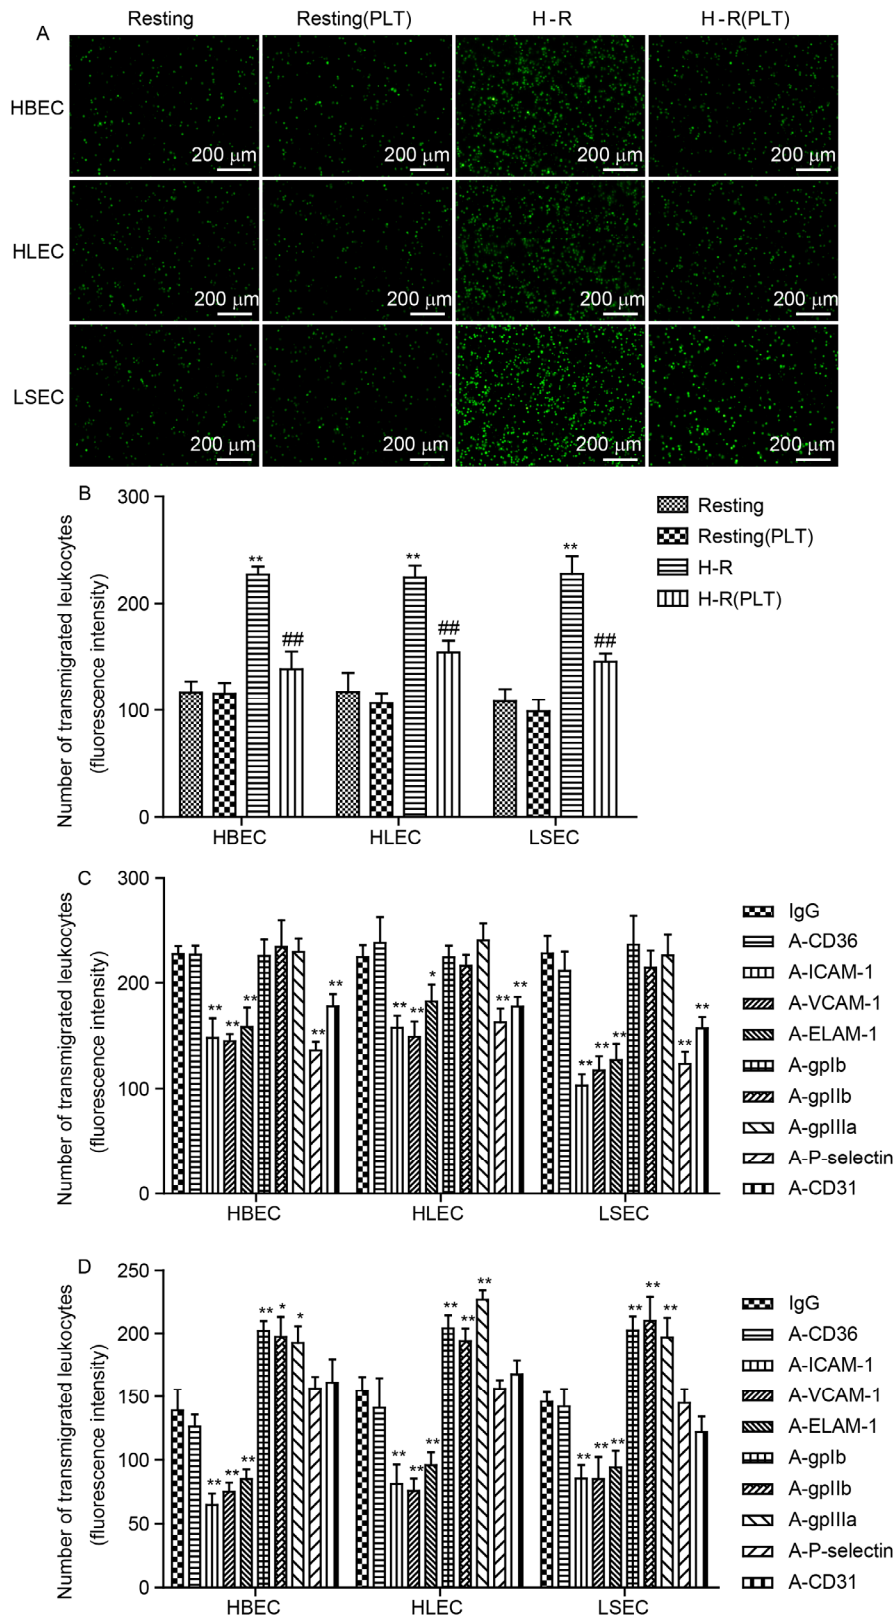 A
Resting Resting(PLT) H-R H-R(PLT)
HBEC
200 μm 200 μm 200 μm 200 μm
HLEC
200 μm 200 μm 200 μm 200 μm
LSEC
200 μm 200 μm 200 μm 200 μm
B
Number of transmigrated leukocytes
(fluorescence intensity)
300
200
100
0
** ## ** ## ** ##
HBEC HLEC LSEC
Resting
Resting(PLT)
H-R
H-R(PLT)
C
Number of transmigrated leukocytes
(fluorescence intensity)
300
200
100
0
** ** ** ** ** ** ** * ** ** ** ** ** ** **
HBEC HLEC LSEC
IgG
A-CD36
A-ICAM-1
A-VCAM-1
A-ELAM-1
A-gpIb
A-gpIIb
A-gpIIIa
A-P-selectin
A-CD31
D
Number of transmigrated leukocytes
(fluorescence intensity)
250
200
150
100
50
0
** ** ** ** * * ** ** ** ** ** ** ** ** ** ** ** **
HBEC HLEC LSEC
IgG
A-CD36
A-ICAM-1
A-VCAM-1
A-ELAM-1
A-gpIb
A-gpIIb
A-gpIIIa
A-P-selectin
A-CD31